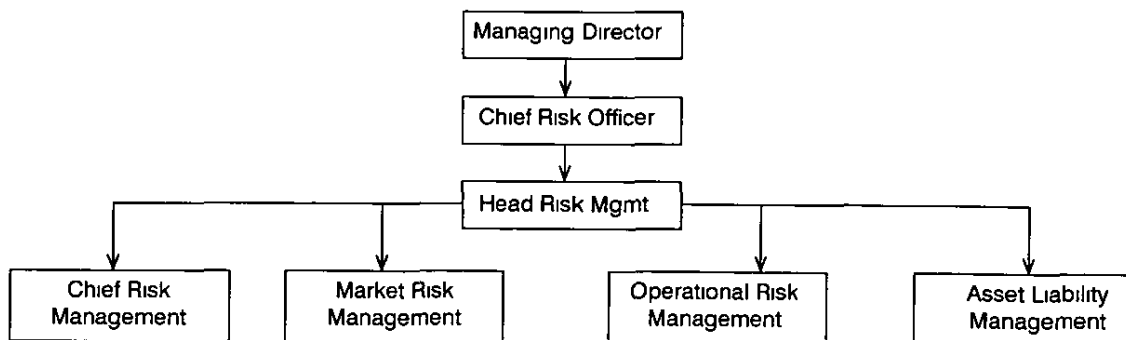 Managing Director
Chief Risk Officer
Head Risk Mgmt
Chief Risk
Management
Market Risk
Management
Operational Risk
Management
Asset Liability
Management